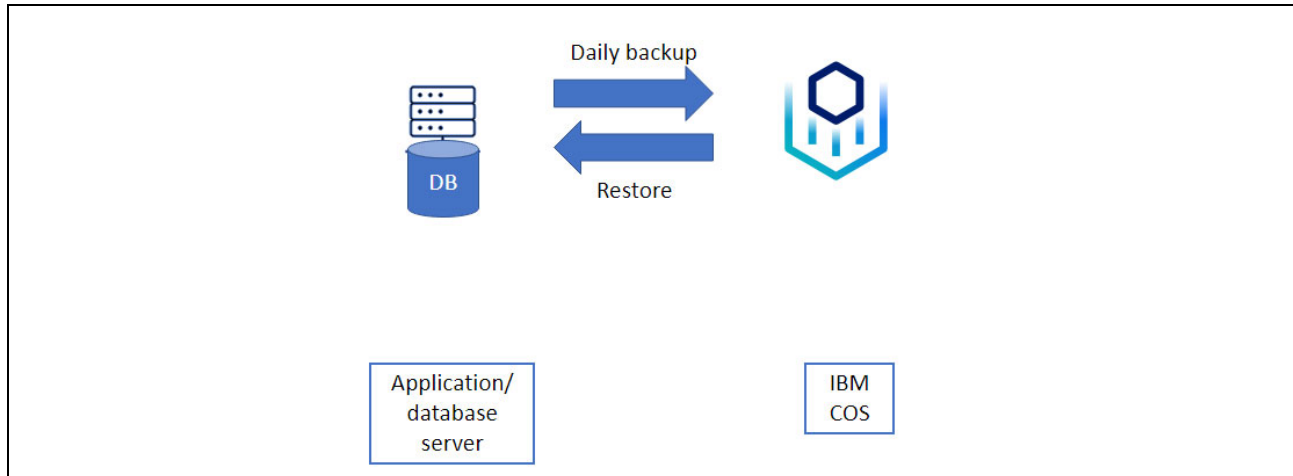 Daily backup
DB
Restore
Application/
database
server
IBM
COS